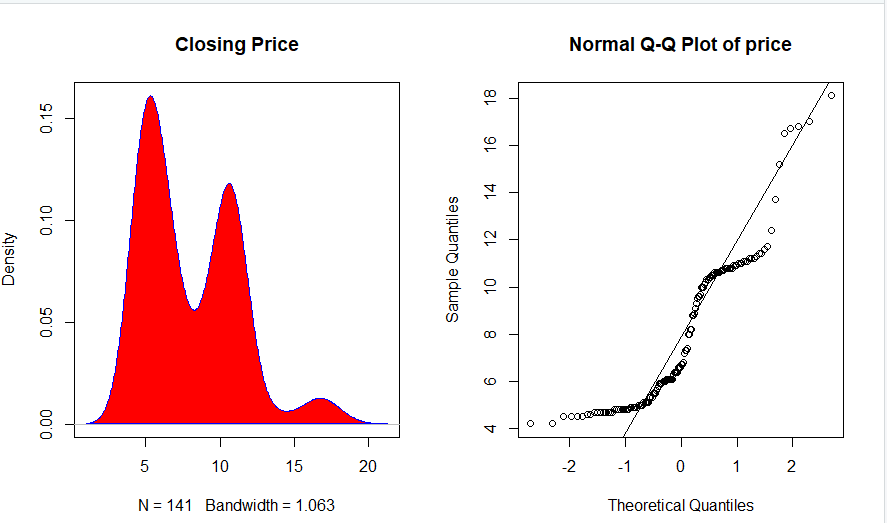 Closing Price
Density
0.15
0.10
0.05
0.00
5 10 15 20
N = 141 Bandwidth = 1.063
Normal Q-Q Plot of price
Sample Quantiles
18
16
14
12
10
8
6
4
-2 -1 0 1 2
Theoretical Quantiles